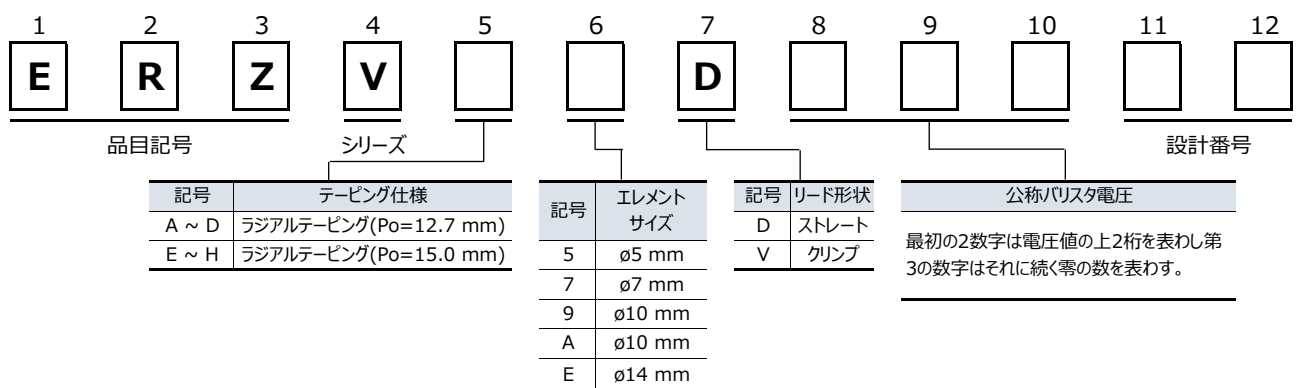 1 2 3 4 5 6 7 8 9 10 11 12
E R Z V D
品目記号 シリーズ 設計番号
記号 テーピング仕様
A ~ D ラジアルテーピング(Po=12.7 mm)
E ~ H ラジアルテーピング(Po=15.0 mm)
記号 エレメント
サイズ
5 ø5 mm
7 ø7 mm
9 ø10 mm
A ø10 mm
E ø14 mm
記号 リード形状
D ストレート
V クリンプ
公称バリスタ電圧
最初の2数字は電圧値の上2桁を表わし第
3の数字はそれに続く零の数を表わす。